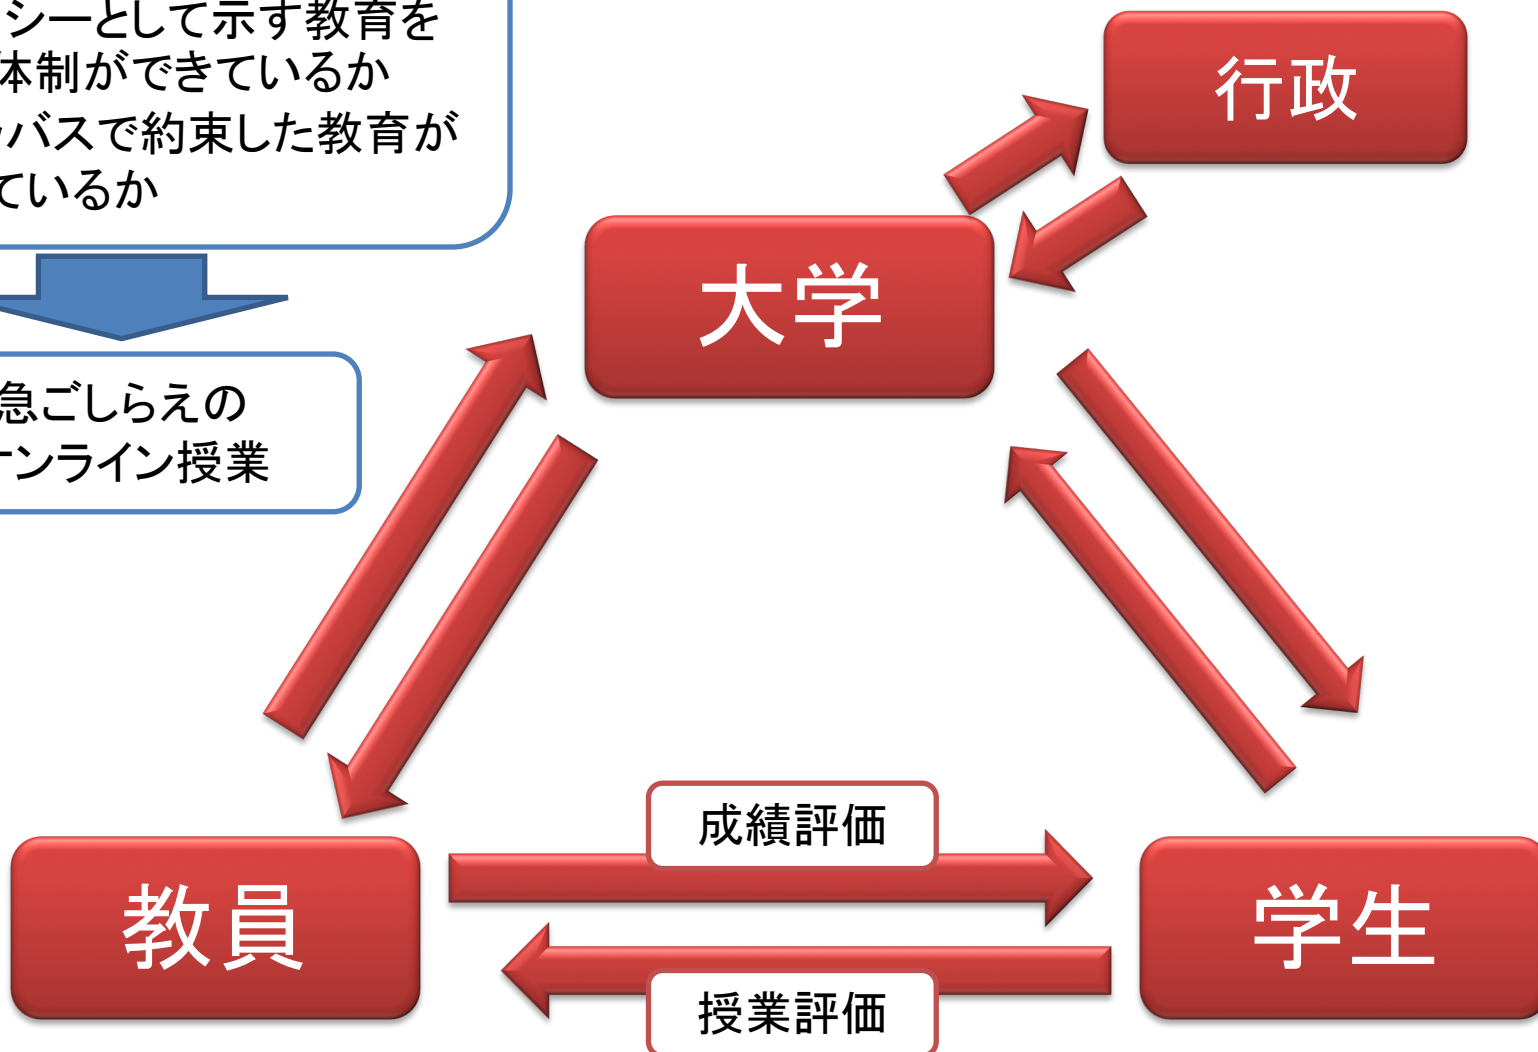 シーとして示す教育を
体制ができているか
バスで約束した教育が
ているか
行政
大学
急ごしらえの
オンライン授業
成績評価
教員
学生
授業評価